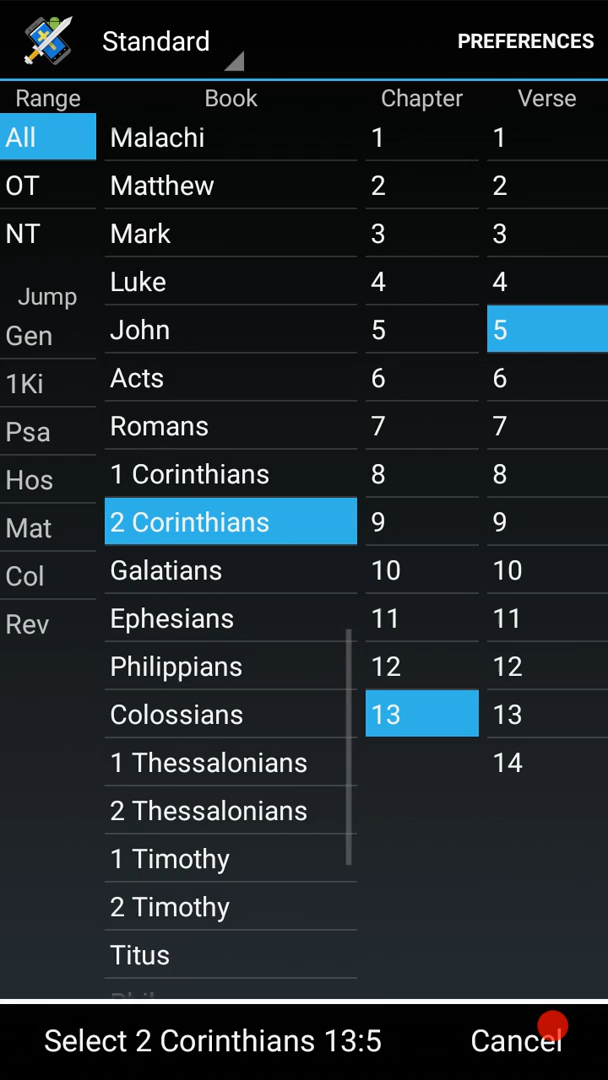 Standard
PREFERENCES
Range Book Chapter Verse
All Malachi 1 1
OT Matthew 2 2
NT Mark 3 3
Luke 4 4
Jump
Gen John 5 5
1Ki Acts 6 6
Psa Romans 7 7
Hos 1 Corinthians 8 8
Mat 2 Corinthians 9 9
Col Galatians 10 10
Rev Ephesians 11 11
Philippians 12 12
Colossians 13 13
1 Thessalonians 14
2 Thessalonians
1 Timothy
2 Timothy
Titus
Select 2 Corinthians 13:5 Cancel